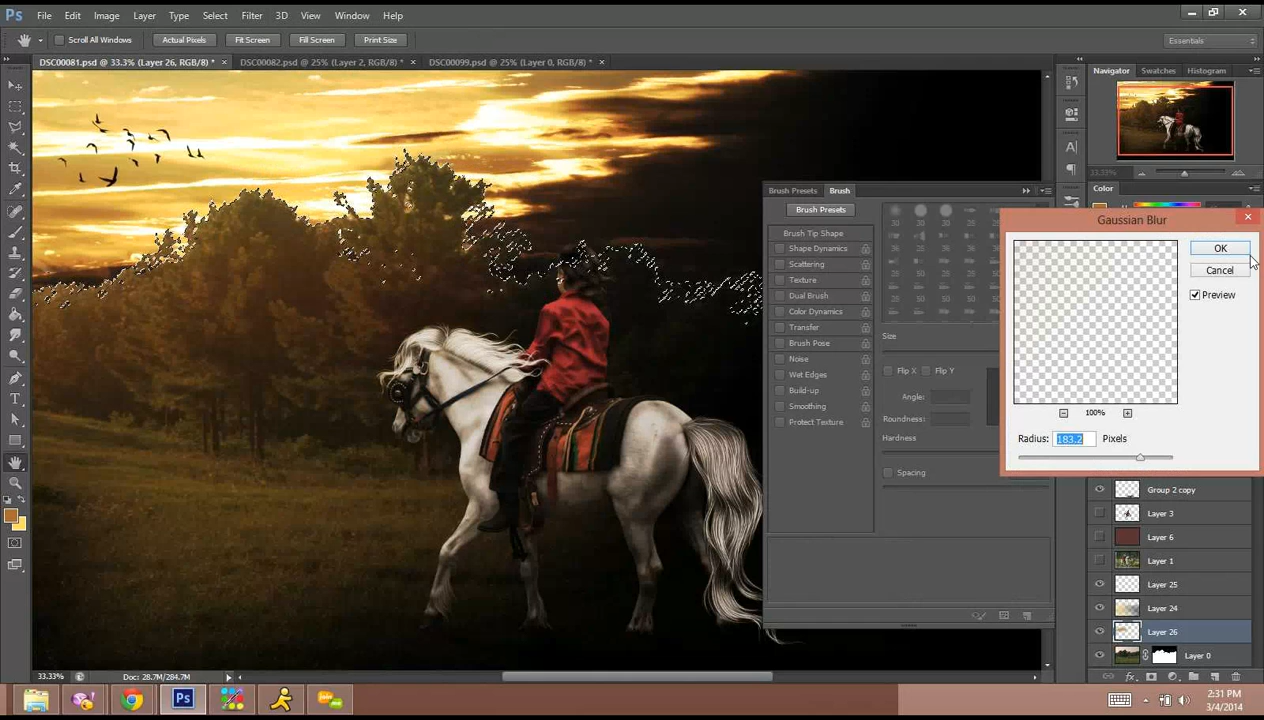 Ps File Edit Image Layer Type Select Filter 3D View Window Help
Scroll All Windows Actual Pixels Fit Screen Fill Screen Print Size Essentials
DSC00081.psd @ 33.3% (Layer 26, RGB/8) * × DSC00082.psd @ 25% (Layer 2, RGB/8) * × DSC00099.psd @ 25% (Layer 0, RGB/8) * ×
Navigator Swatches Histogram
33.33%
Color
Brush Presets Brush
Brush Presets
Brush Tip Shape
Shape Dynamics
Scattering
Texture
Dual Brush
Color Dynamics
Transfer
Brush Pose
Noise
Wet Edges
Build-up
Smoothing
Protect Texture
30 30 30
Size
Flip X Flip Y
Angle:
Roundness:
Hardness
Spacing
Gaussian Blur
OK
Cancel
Preview
100%
Radius: 183.2 Pixels
Group 2 copy
Layer 3
Layer 6
Layer 1
Layer 25
Layer 24
Layer 26
Layer 0
33.33% Doc: 28.7M/284.7M
2:31 PM
3/4/2014